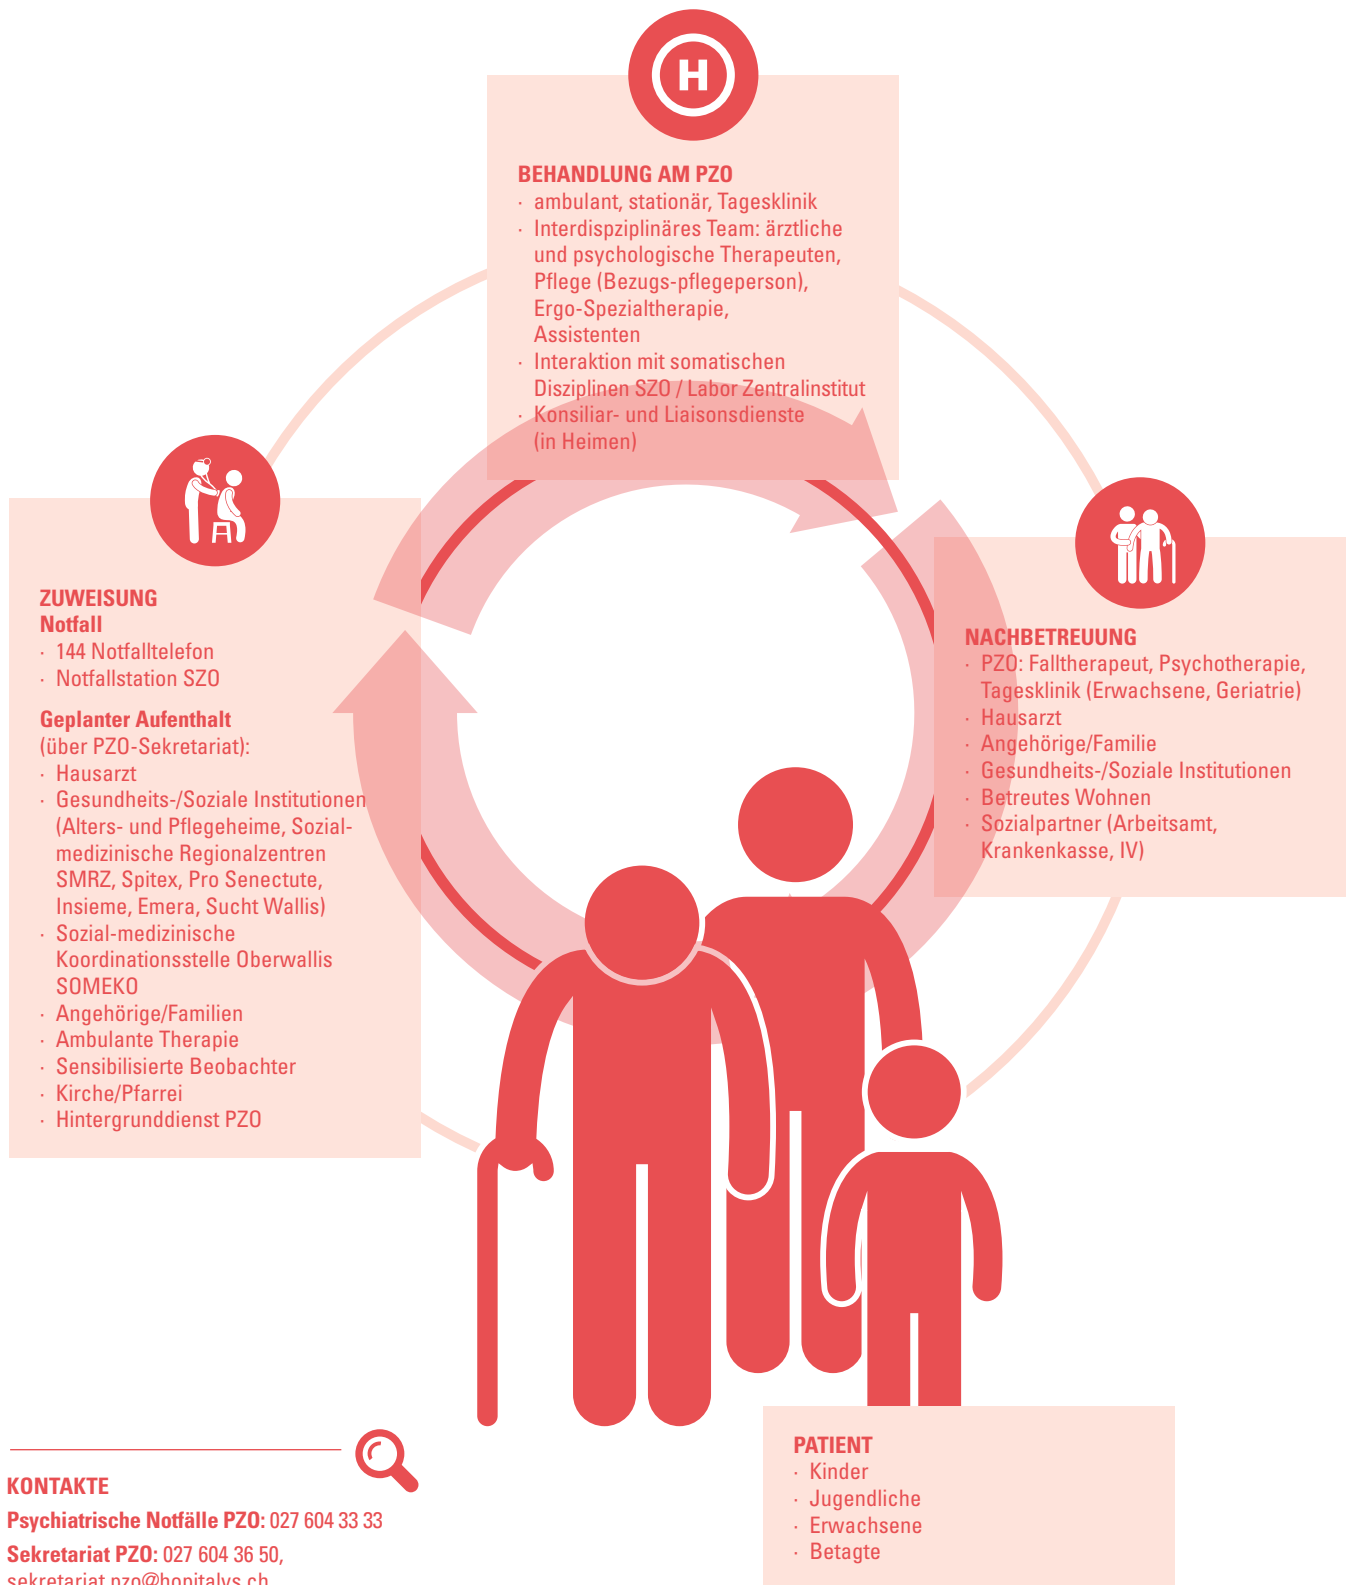 H
BEHANDLUNG AM PZO
· ambulant, stationär, Tagesklinik
· Interdispziplinäres Team: ärztliche
und psychologische Therapeuten,
Pflege (Bezugs-pflegeperson),
Ergo-Spezialtherapie,
Assistenten
· Interaktion mit somatischen
Disziplinen SZO / Labor Zentralinstitut
· Konsiliar- und Liaisonsdienste
(in Heimen)
ZUWEISUNG
Notfall
· 144 Notfalltelefon
· Notfallstation SZO
Geplanter Aufenthalt
(über PZO-Sekretariat):
· Hausarzt
· Gesundheits-/Soziale Institutionen
(Alters- und Pflegeheime, Sozial-
medizinische Regionalzentren
SMRZ, Spitex, Pro Senectute,
Insieme, Emera, Sucht Wallis)
· Sozial-medizinische
Koordinationsstelle Oberwallis
SOMEKO
· Angehörige/Familien
· Ambulante Therapie
· Sensibilisierte Beobachter
· Kirche/Pfarrei
· Hintergrunddienst PZO
NACHBETREUUNG
· PZO: Falltherapeut, Psychotherapie,
Tagesklinik (Erwachsene, Geriatrie)
· Hausarzt
· Angehörige/Familie
· Gesundheits-/Soziale Institutionen
· Betreutes Wohnen
· Sozialpartner (Arbeitsamt,
Krankenkasse, IV)
PATIENT
· Kinder
· Jugendliche
· Erwachsene
· Betagte
KONTAKTE
Psychiatrische Notfälle PZO: 027 604 33 33
Sekretariat PZO: 027 604 36 50,
sekretariat.pzo@hopitalvs.ch